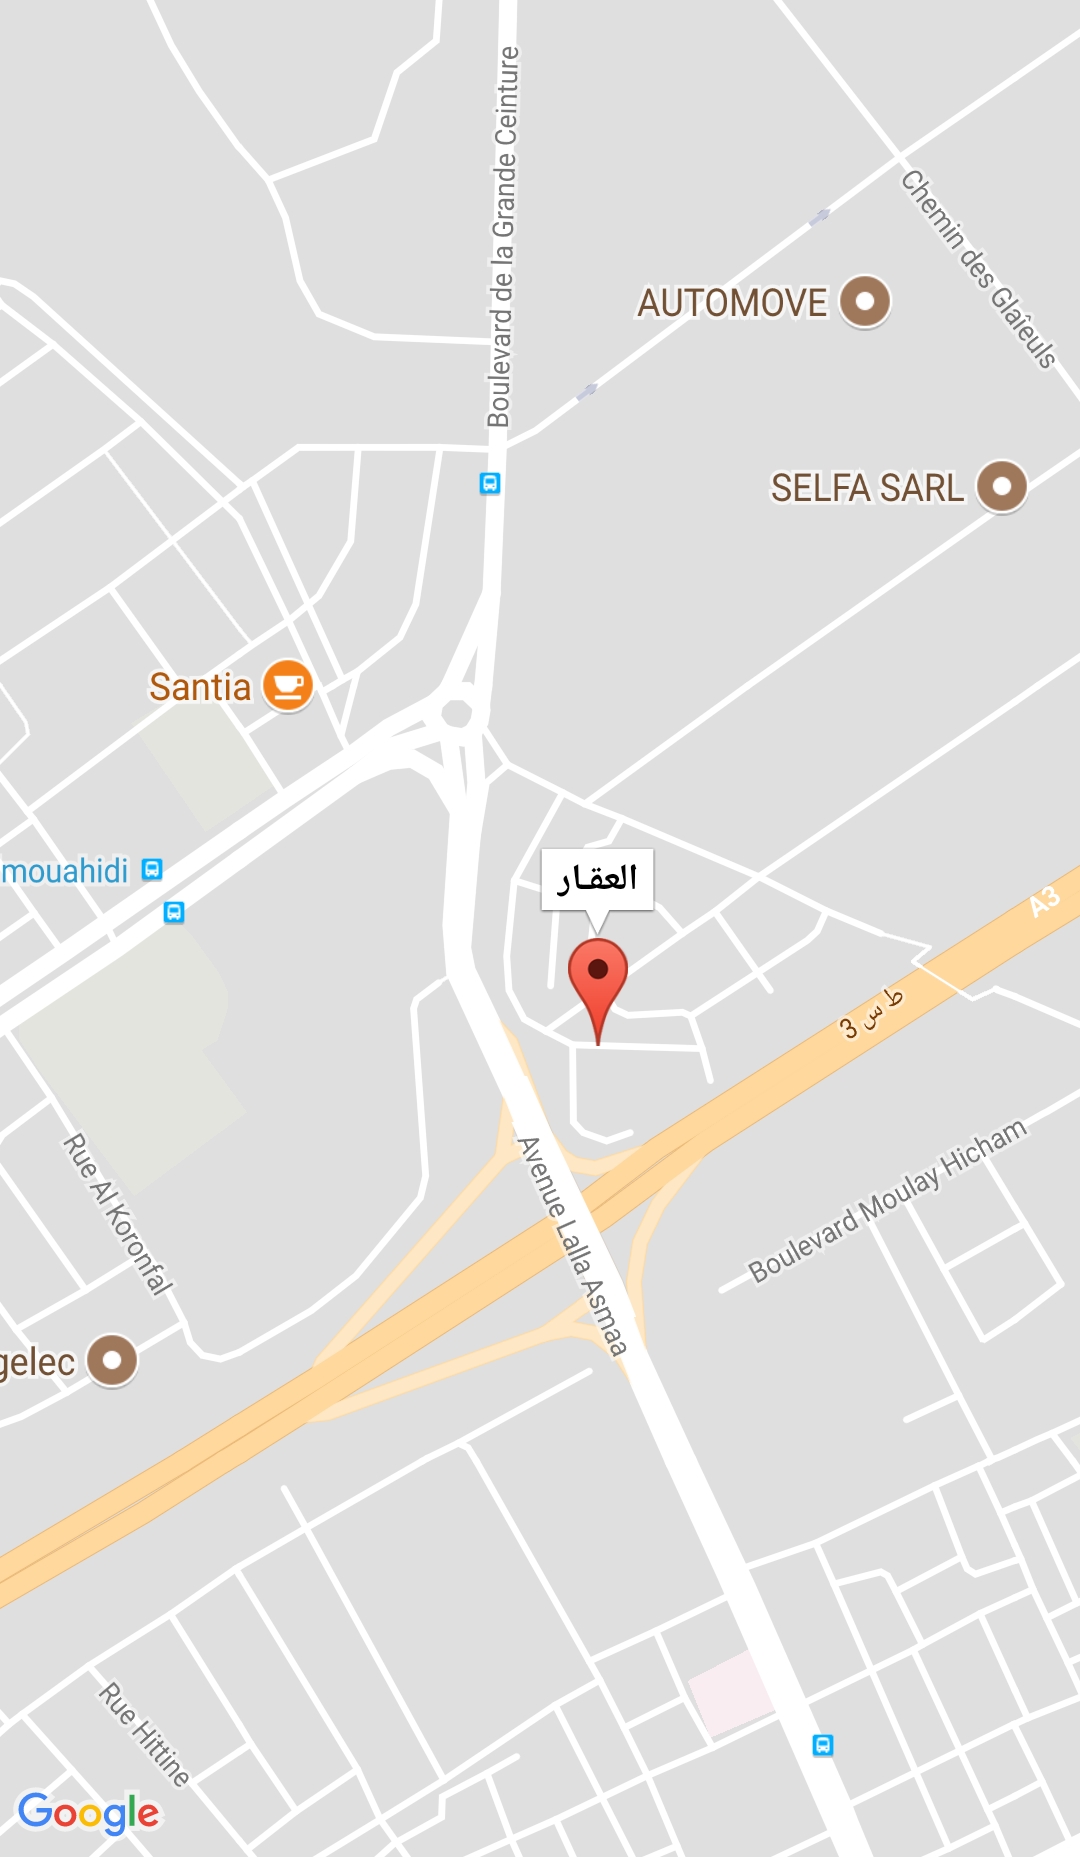 Boulevard de la Grande Ceinture
Chemin des Glaîeuls
AUTOMOVE
SELFA SARL
Santia
mouahidi
العقار
A3
ط س 3
Rue Al Koronfal
Avenue Lalla Asmaa
Boulevard Moulay Hicham
gelec
Rue Hittine
Google